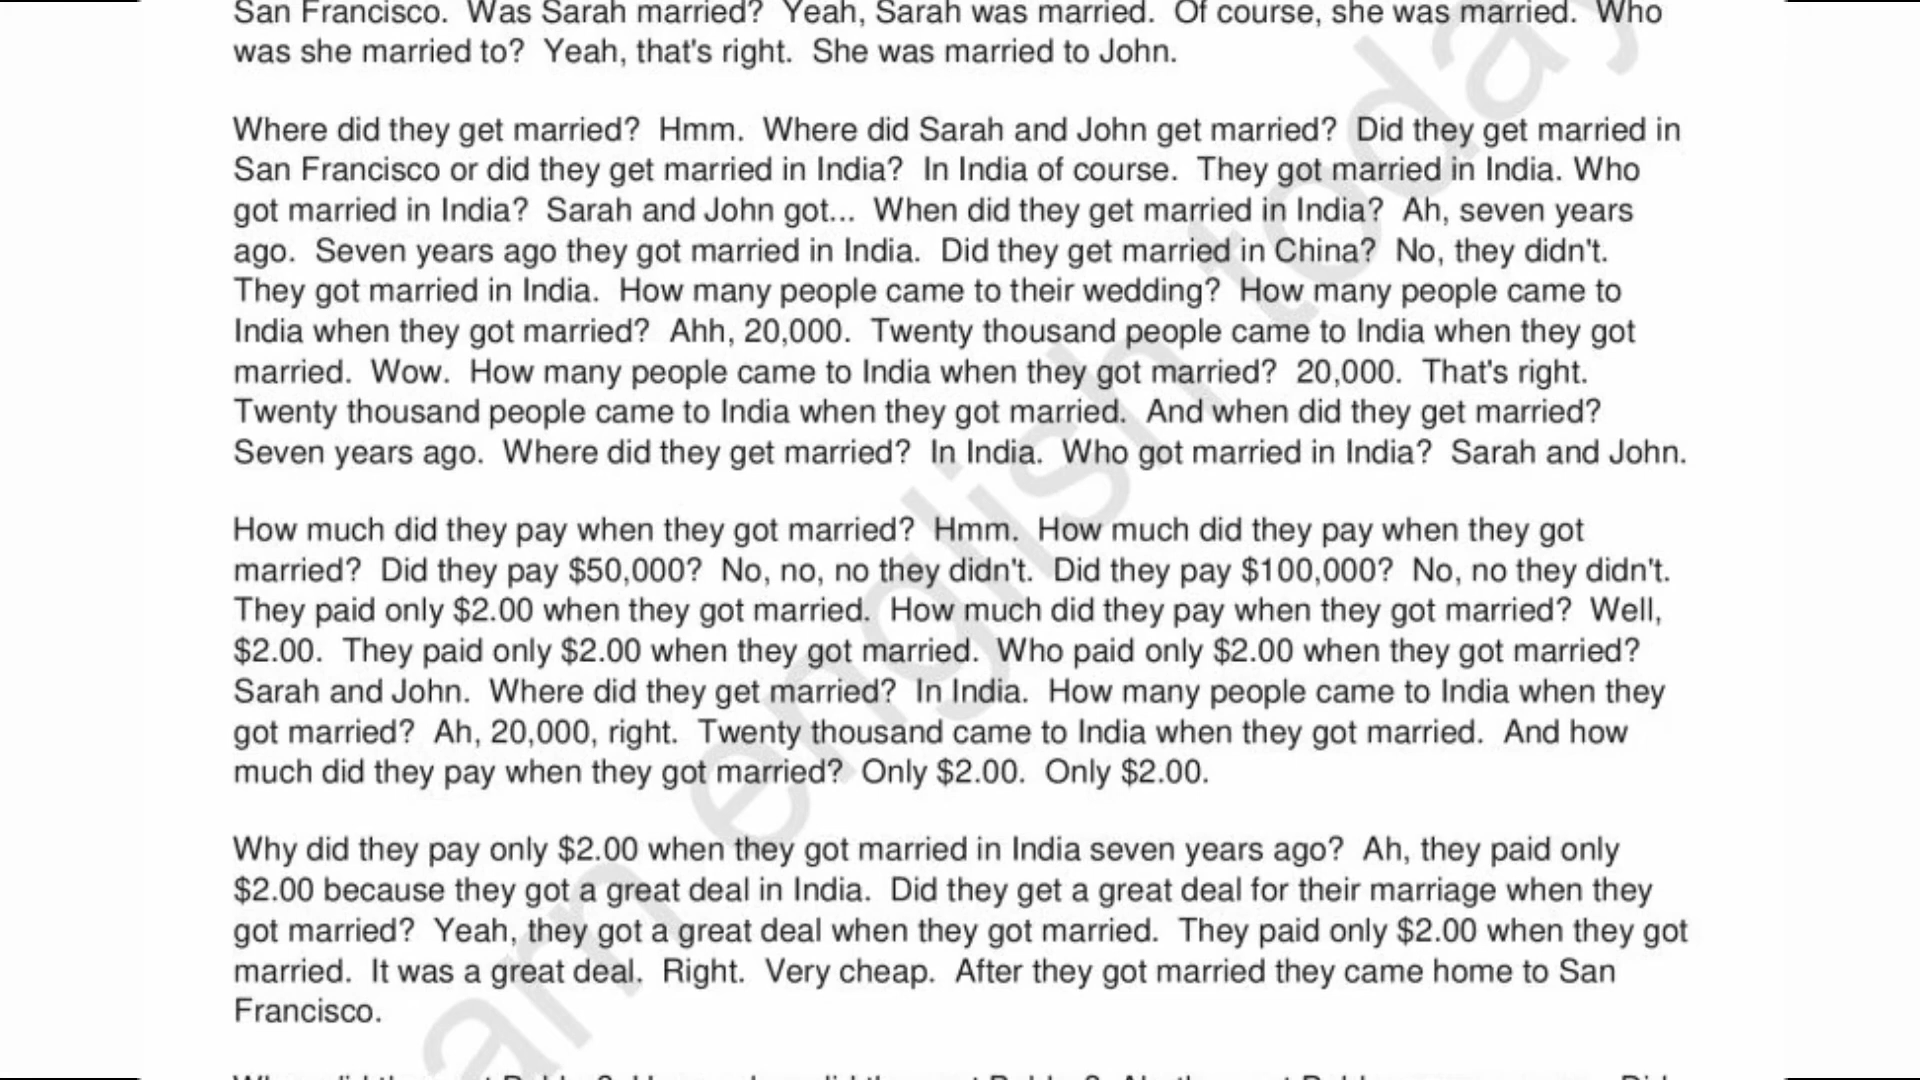 San Francisco.  Was Sarah married?  Yeah, Sarah was married.  Of course, she was married.  Who
was she married to?  Yeah, that's right.  She was married to John.
Where did they get married?  Hmm.  Where did Sarah and John get married?  Did they get married in
San Francisco or did they get married in India?  In India of course.  They got married in India. Who
got married in India?  Sarah and John got...  When did they get married in India?  Ah, seven years
ago.  Seven years ago they got married in India.  Did they get married in China?  No, they didn't.
They got married in India.  How many people came to their wedding?  How many people came to
India when they got married?  Ahh, 20,000.  Twenty thousand people came to India when they got
married.  Wow.  How many people came to India when they got married?  20,000.  That's right.
Twenty thousand people came to India when they got married.  And when did they get married?
Seven years ago.  Where did they get married?  In India.  Who got married in India?  Sarah and John.
How much did they pay when they got married?  Hmm.  How much did they pay when they got
married?  Did they pay $50,000?  No, no, no they didn't.  Did they pay $100,000?  No, no they didn't.
They paid only $2.00 when they got married.  How much did they pay when they got married?  Well,
$2.00.  They paid only $2.00 when they got married.  Who paid only $2.00 when they got married?
Sarah and John.  Where did they get married?  In India.  How many people came to India when they
got married?  Ah, 20,000, right.  Twenty thousand came to India when they got married.  And how
much did they pay when they got married?  Only $2.00.  Only $2.00.
Why did they pay only $2.00 when they got married in India seven years ago?  Ah, they paid only
$2.00 because they got a great deal in India.  Did they get a great deal for their marriage when they
got married?  Yeah, they got a great deal when they got married.  They paid only $2.00 when they got
married.  It was a great deal.  Right.  Very cheap.  After they got married they came home to San
Francisco.
am english today